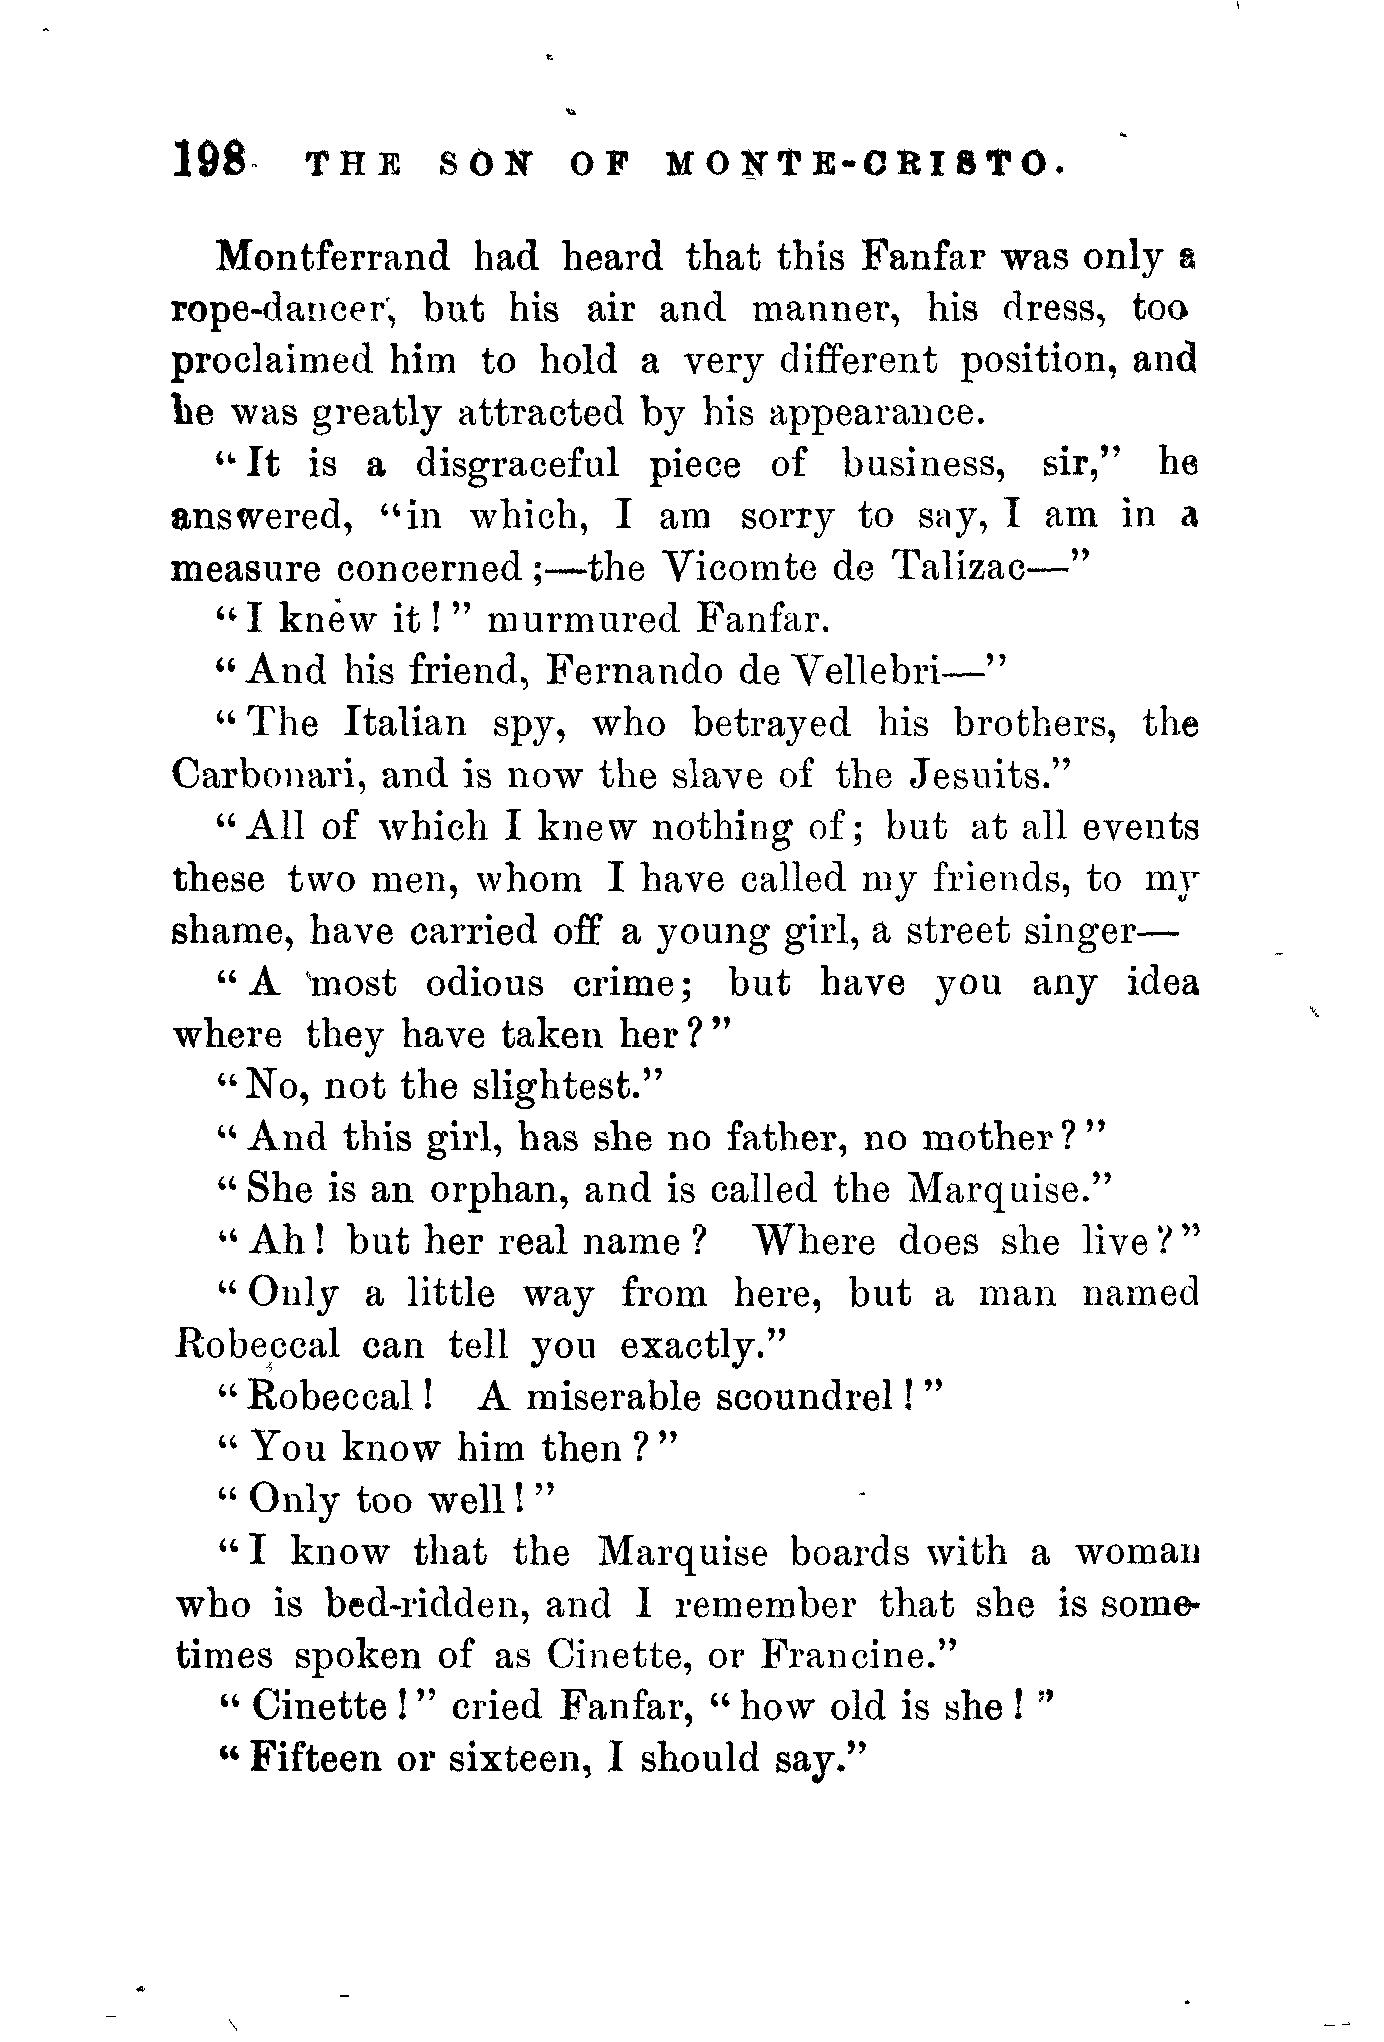 198 THE SON OF MONTE-CRISTO.
Montferrand had heard that this Fanfar was only a
rope-dancer, but his air and manner, his dress, too
proclaimed him to hold a very different position, and
he was greatly attracted by his appearance.
"It is a disgraceful piece of business, sir," he
answered, "in which, I am sorry to say, I am in a
measure concerned;—the Vicomte de Talizac—"
"I knew it!" murmured Fanfar.
"And his friend, Fernando de Vellebri—"
"The Italian spy, who betrayed his brothers, the
Carbonari, and is now the slave of the Jesuits."
"All of which I knew nothing of; but at all events
these two men, whom I have called my friends, to my
shame, have carried off a young girl, a street singer—
"A most odious crime; but have you any idea
where they have taken her?"
"No, not the slightest."
"And this girl, has she no father, no mother?"
"She is an orphan, and is called the Marquise."
"Ah! but her real name? Where does she live?"
"Only a little way from here, but a man named
Robeccal can tell you exactly."
"Robeccal! A miserable scoundrel!"
"You know him then?"
"Only too well!"
"I know that the Marquise boards with a woman
who is bed-ridden, and I remember that she is some-
times spoken of as Cinette, or Francine."
"Cinette!" cried Fanfar, "how old is she!"
"Fifteen or sixteen, I should say."